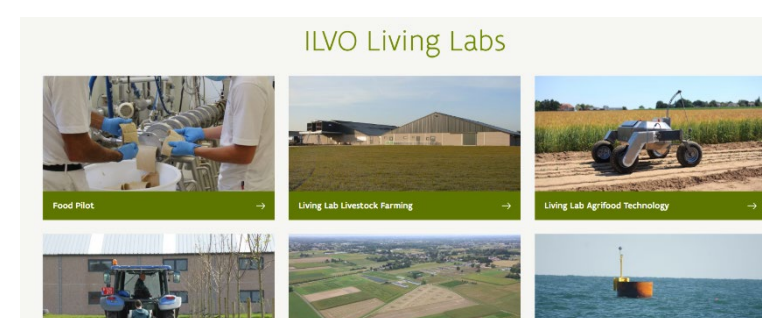 ILVO Living Labs
Food Pilot
Living Lab Livestock Farming
Living Lab Agrifood Technology